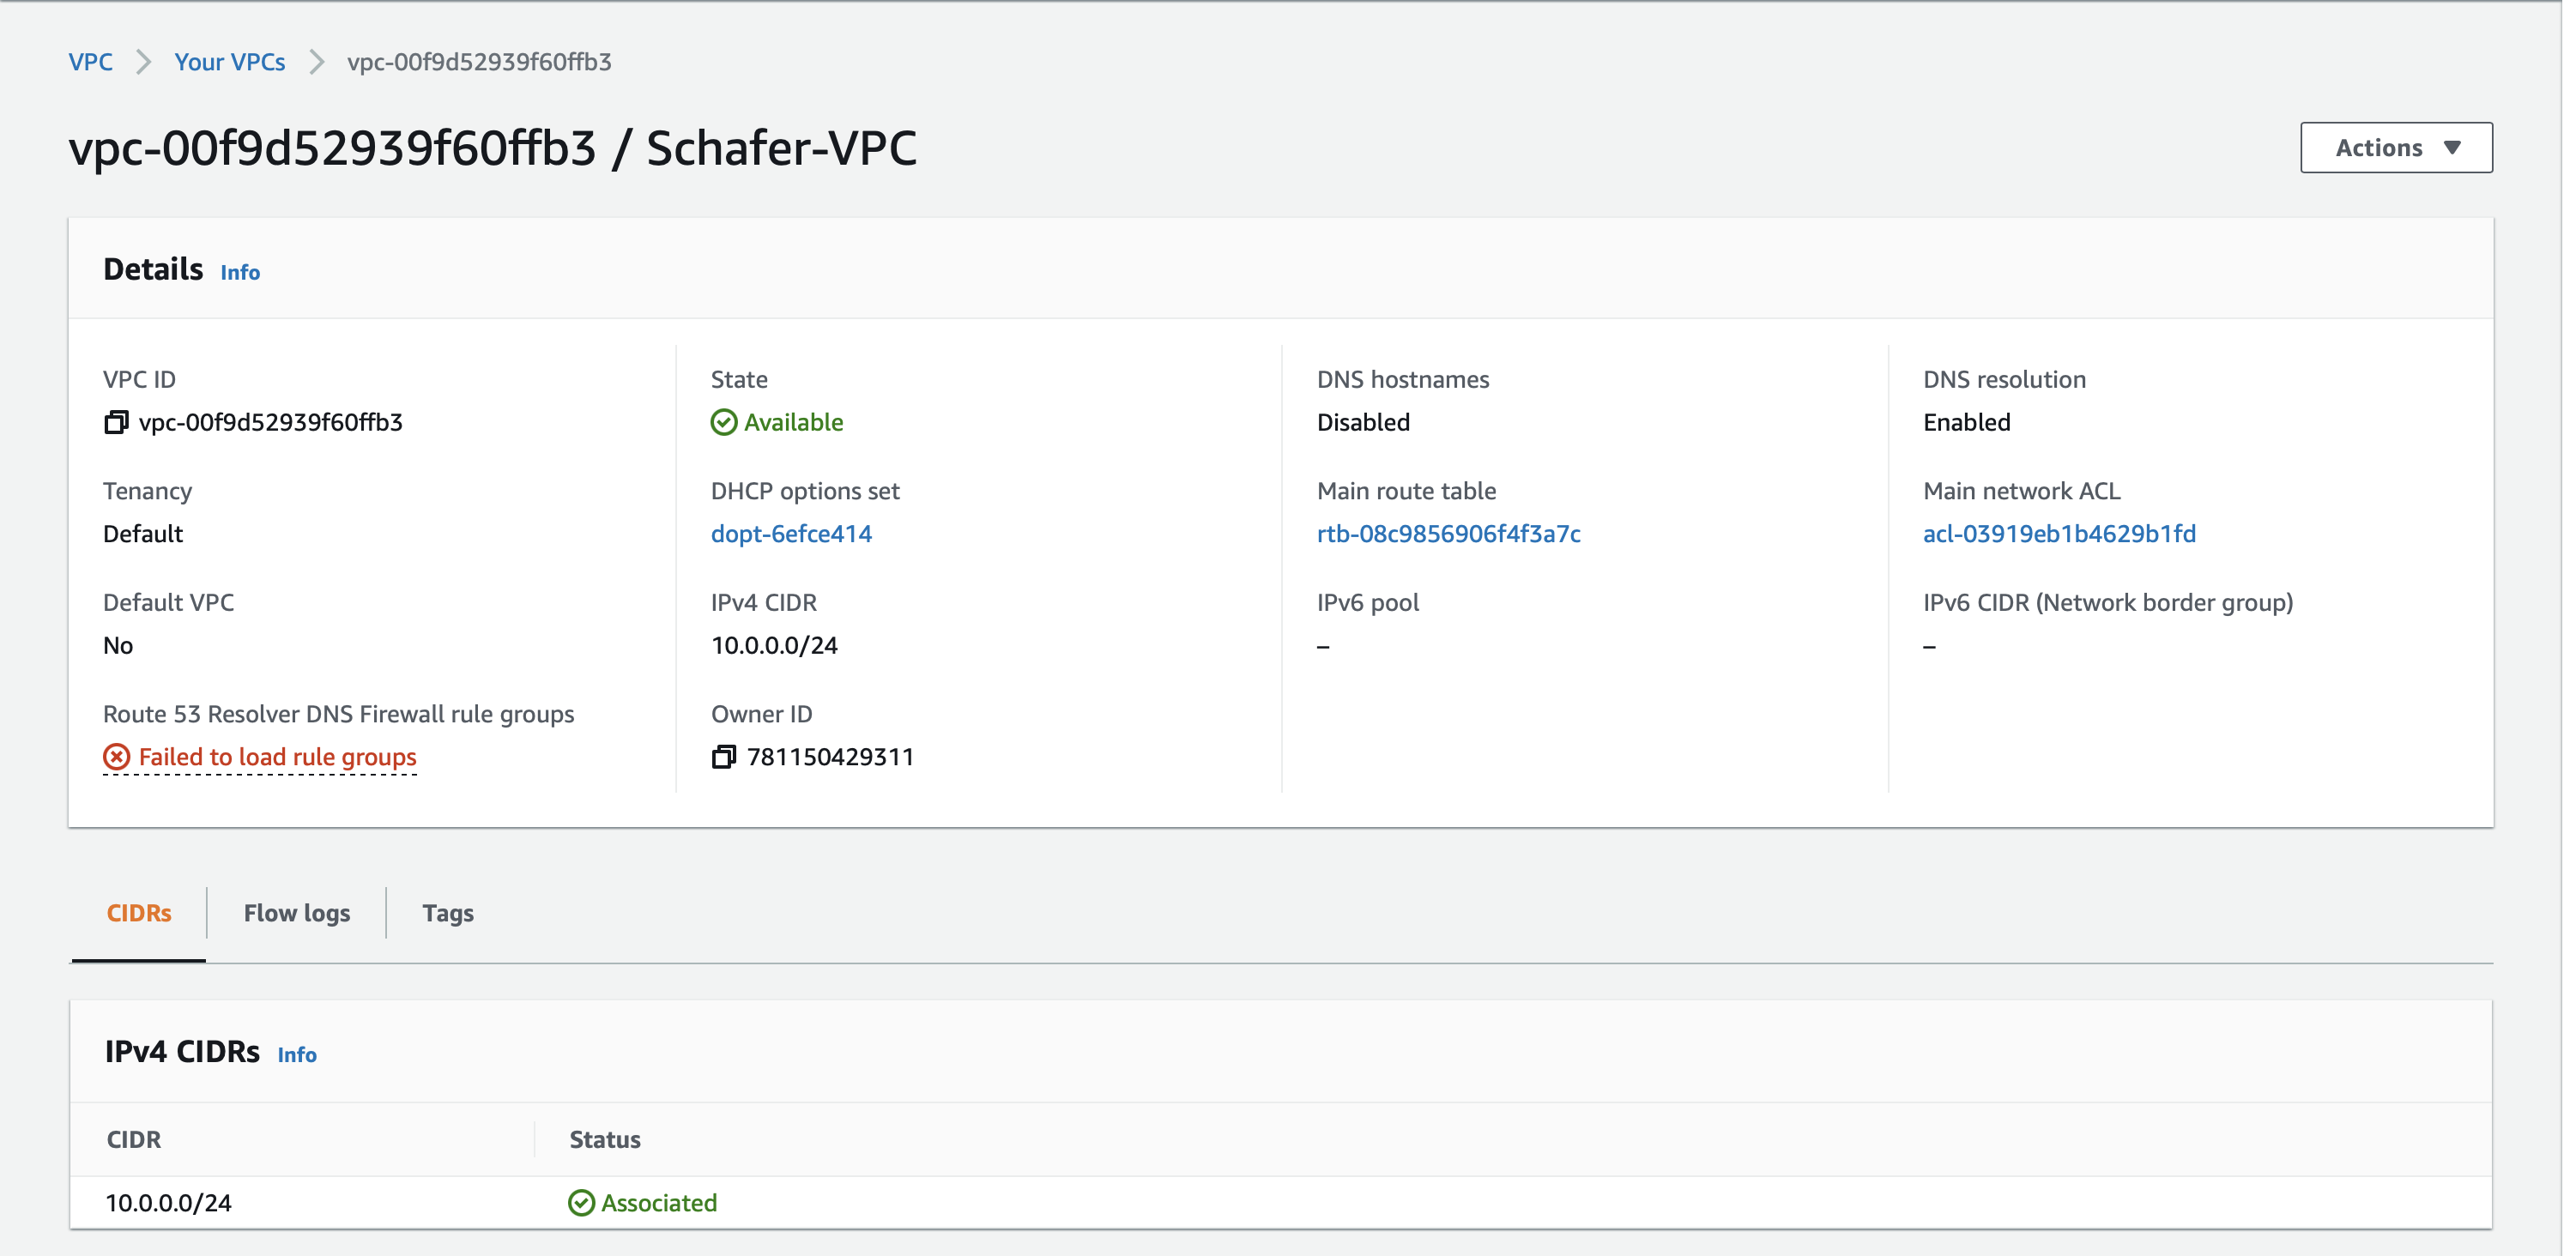 VPC > Your VPCs > vpc-00f9d52939f60ffb3
vpc-00f9d52939f60ffb3 / Schafer-VPC
Actions
Details Info
VPC ID State DNS hostnames DNS resolution
vpc-00f9d52939f60ffb3 Available Disabled Enabled
Tenancy DHCP options set Main route table Main network ACL
Default dopt-6efce414 rtb-08c9856906f4f3a7c acl-03919eb1b4629b1fd
Default VPC IPv4 CIDR IPv6 pool IPv6 CIDR (Network border group)
No 10.0.0.0/24 – –
Route 53 Resolver DNS Firewall rule groups Owner ID
Failed to load rule groups 781150429311
CIDRs Flow logs Tags
IPv4 CIDRs Info
CIDR Status
10.0.0.0/24 Associated